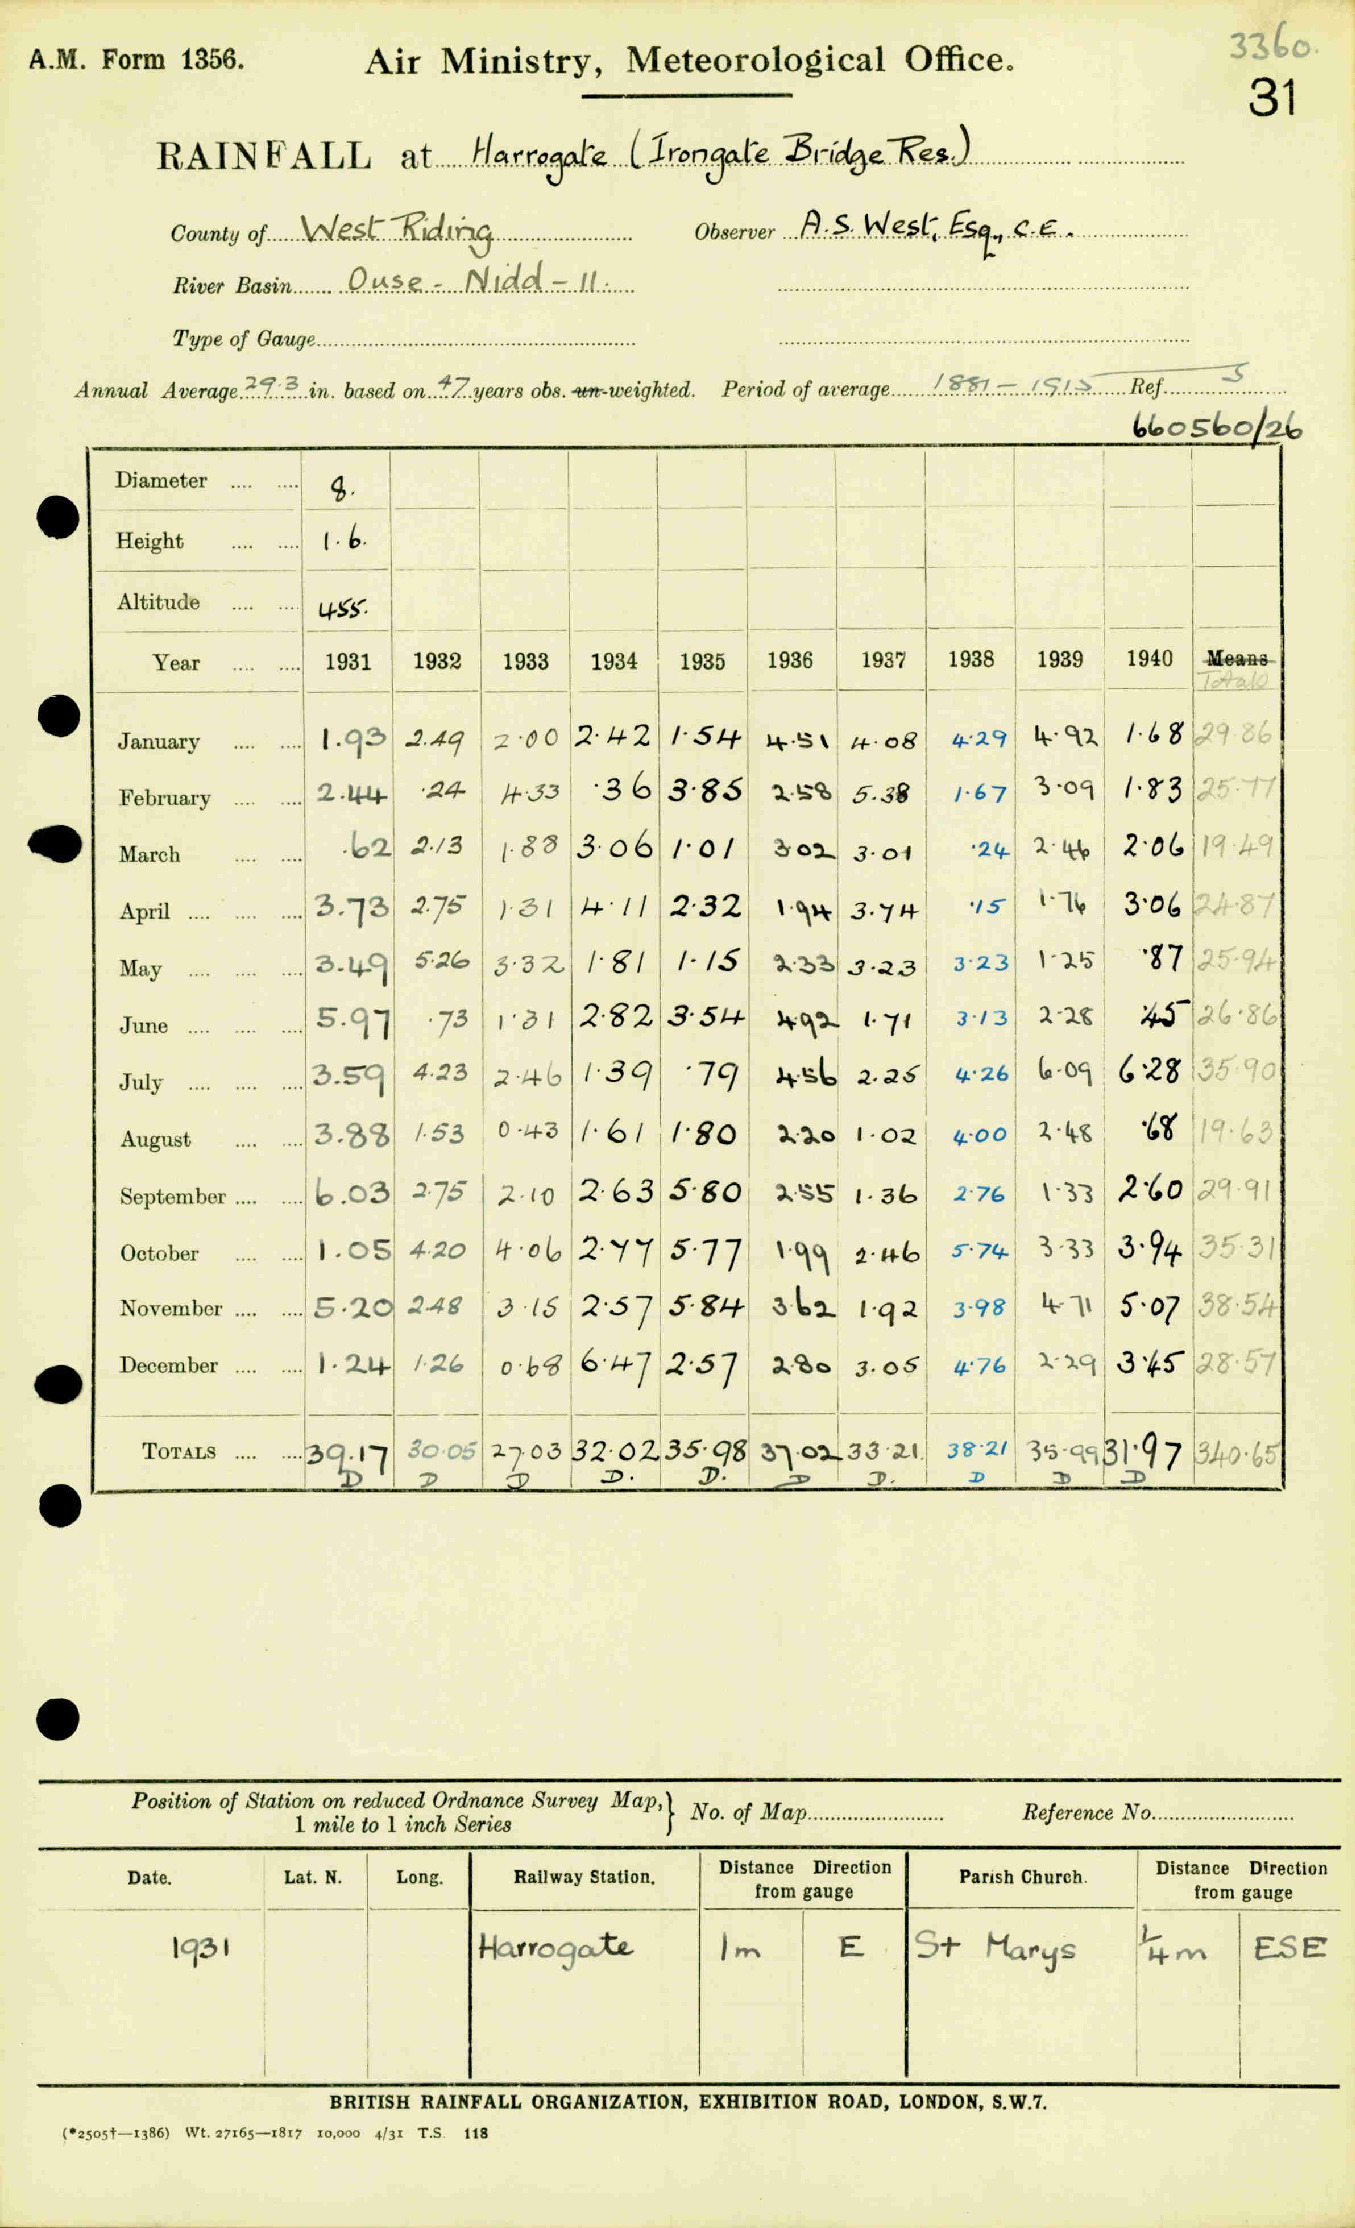 3360.
A.M. Form 1356. Air Ministry, Meteorological Office.
31
RAINFALL at Harrogate (Irongate Bridge Res.)
County of West Riding Observer A.S. West, Esq., C.E.
River Basin Ouse - Nidd - 11.
Type of Gauge
Annual Average 29.3 in. based on 47 years obs. un-weighted. Period of average 1881 - 1915 Ref. S
660560/26
Diameter 8.
Height 1.6.
Altitude 455.
Year 1931 1932 1933 1934 1935 1936 1937 1938 1939 1940 Means
Totals
January 1.93 2.49 2.00 2.42 1.54 4.51 4.08 4.29 4.92 1.68 29.86
February 2.44 .24 4.33 .36 3.85 2.58 5.38 1.67 3.09 1.83 25.77
March .62 2.13 1.88 3.06 1.01 3.02 3.01 .24 2.46 2.06 19.49
April 3.73 2.75 1.31 4.11 2.32 1.94 3.74 .15 1.76 3.06 24.87
May 3.49 5.26 3.32 1.81 1.15 2.33 3.23 3.23 1.25 .87 25.94
June 5.97 .73 1.31 2.82 3.54 4.92 1.71 3.13 2.28 .45 26.86
July 3.59 4.23 2.46 1.39 .79 4.56 2.25 4.26 6.09 6.28 35.90
August 3.88 1.53 0.43 1.61 1.80 2.20 1.02 4.00 2.48 .68 19.63
September 6.03 2.75 2.10 2.63 5.80 2.55 1.36 2.76 1.33 2.60 29.91
October 1.05 4.20 4.06 2.77 5.77 1.99 2.46 5.74 3.33 3.94 35.31
November 5.20 2.48 3.15 2.57 5.84 3.62 1.92 3.98 4.71 5.07 38.54
December 1.24 1.26 0.68 6.47 2.57 2.80 3.05 4.76 2.29 3.45 28.57
TOTALS 39.17 30.05 27.03 32.02 35.98 37.02 33.21 38.21 35.99 31.97 340.65
D D D D. D. D D. D D D
Position of Station on reduced Ordnance Survey Map, } No. of Map Reference No.
1 mile to 1 inch Series
Date. Lat. N. Long. Railway Station. Distance Direction from gauge Parish Church. Distance Direction from gauge
1931 Harrogate 1m E St Marys 1/4 m ESE
BRITISH RAINFALL ORGANIZATION, EXHIBITION ROAD, LONDON, S.W.7.
(*2505†—1386) Wt. 27165—1817 10,000 4/31 T.S. 118